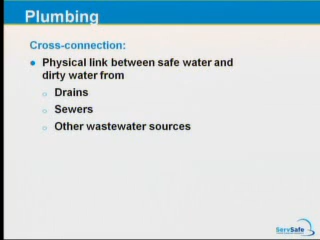 Plumbing
Cross-connection:
Physical link between safe water and
dirty water from
Drains
Sewers
Other wastewater sources
ServSafe